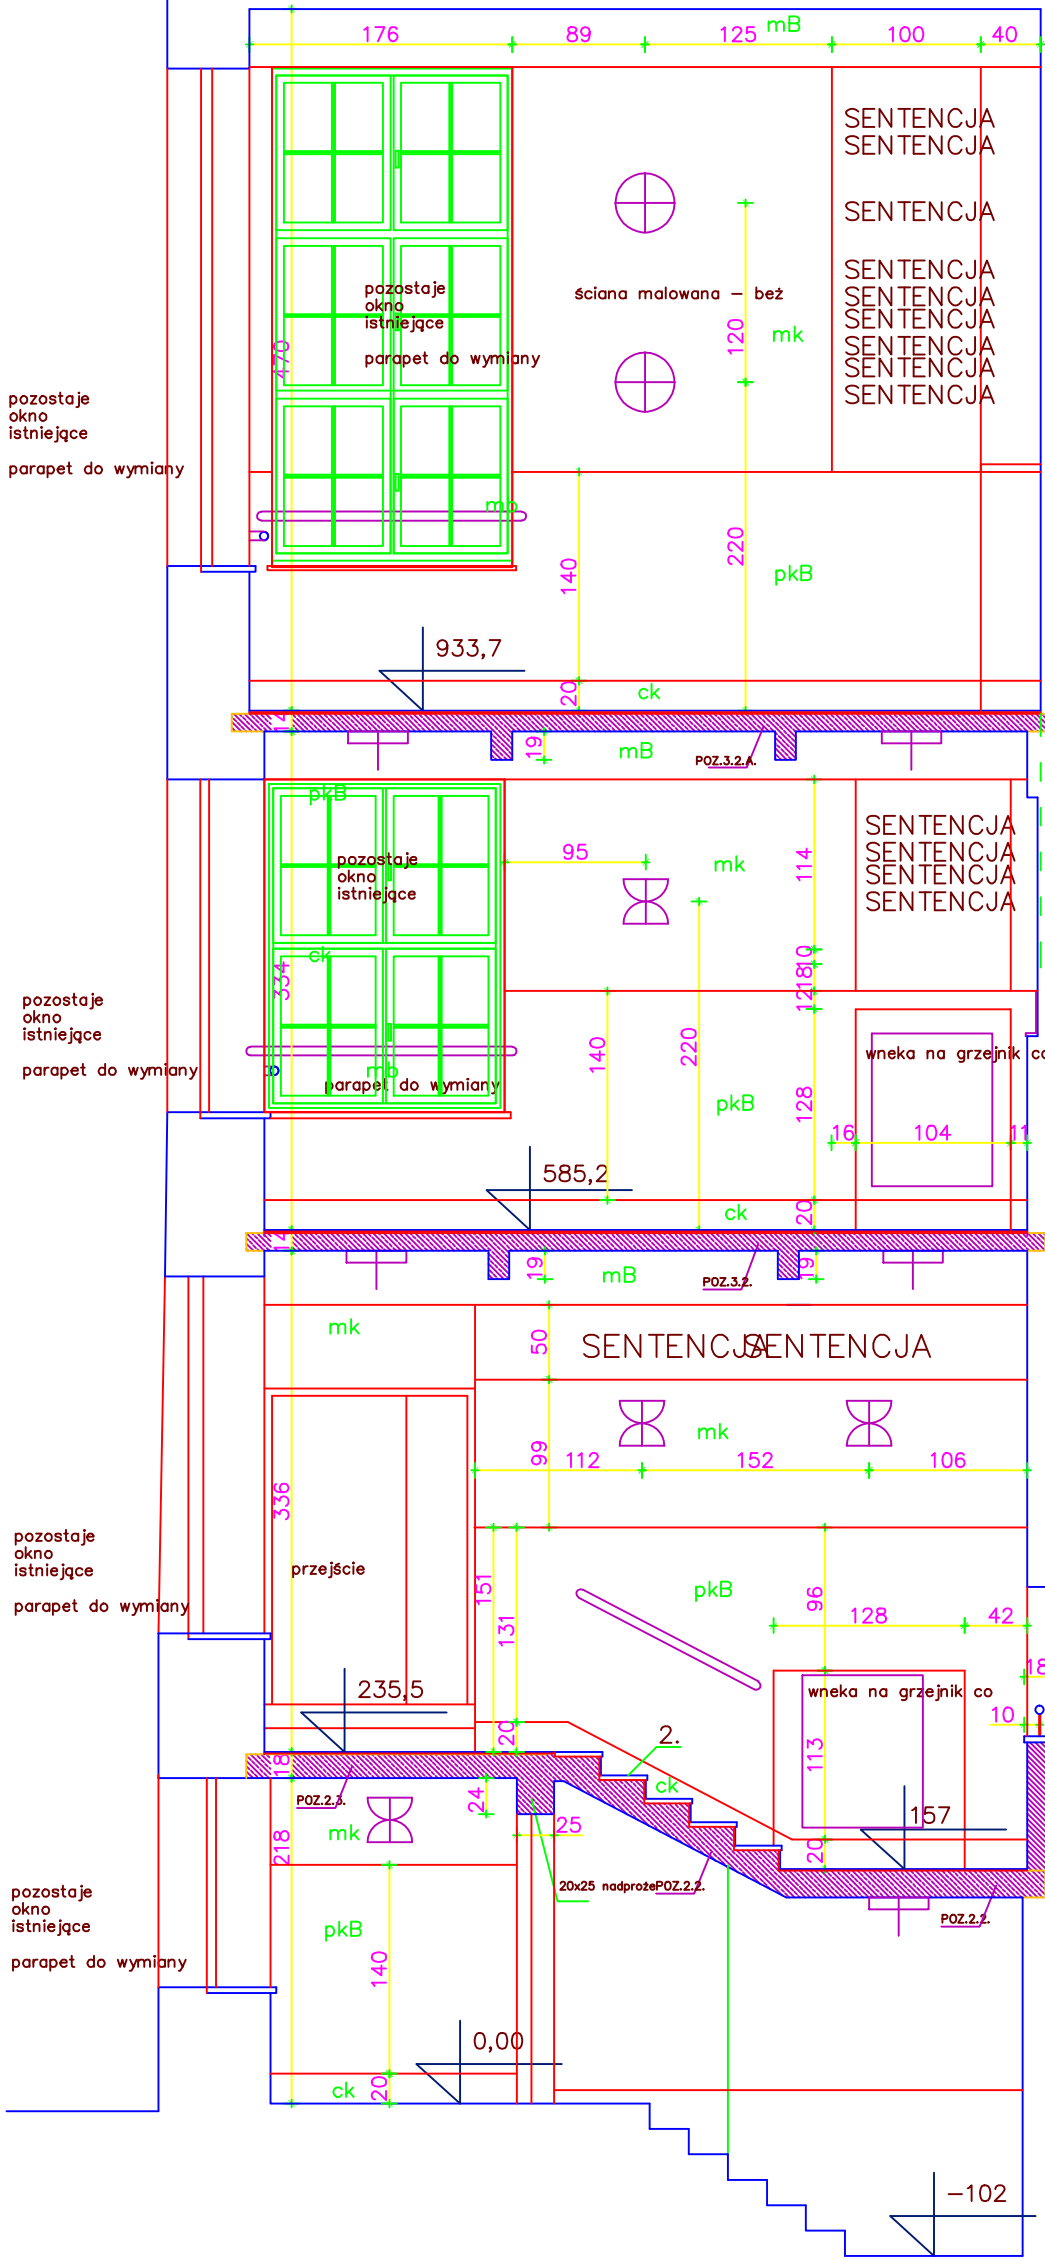 mB
176
89
125
100
40
SENTENCJA
SENTENCJA
SENTENCJA
SENTENCJA
SENTENCJA
SENTENCJA
SENTENCJA
SENTENCJA
SENTENCJA
pozostaje
okno
istniejące
parapet do wymiany
ściana malowana – beż
120
mk
470
pozostaje
okno
istniejące
parapet do wymiany
mb
140
220
pkB
933,7
20
ck
14
19
mB
POZ.3.2.A.
pkB
pozostaje
okno
istniejące
95
mk
114
SENTENCJA
SENTENCJA
SENTENCJA
SENTENCJA
ck
334
10
18
12
pozostaje
okno
istniejące
parapet do wymiany
mb
parapet do wymiany
140
220
wneka na grzejnik co
pkB
128
16
104
11
585,2
ck
20
14
19
mB
POZ.3.2.
19
mk
50
SENTENCJA
SENTENCJA
99
mk
112
152
106
336
pozostaje
okno
istniejące
parapet do wymiany
przejście
151
131
pkB
96
128
42
18
235,5
wneka na grzejnik co
10
20
2.
113
18
ck
POZ.2.3.
24
157
mk
25
218
20
20x25 nadproże
POZ.2.2.
POZ.2.2.
pozostaje
okno
istniejące
parapet do wymiany
pkB
140
0,00
ck
20
−102